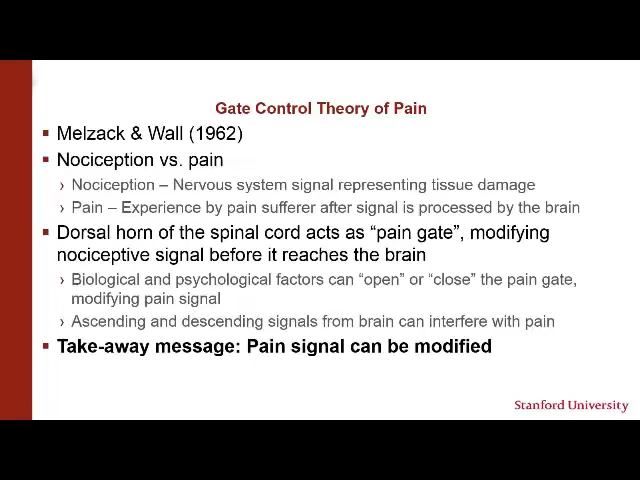 Gate Control Theory of Pain
▪ Melzack & Wall (1962)
▪ Nociception vs. pain
› Nociception – Nervous system signal representing tissue damage
› Pain – Experience by pain sufferer after signal is processed by the brain
▪ Dorsal horn of the spinal cord acts as “pain gate”, modifying
nociceptive signal before it reaches the brain
› Biological and psychological factors can “open” or “close” the pain gate,
modifying pain signal
› Ascending and descending signals from brain can interfere with pain
▪ Take-away message: Pain signal can be modified
Stanford University